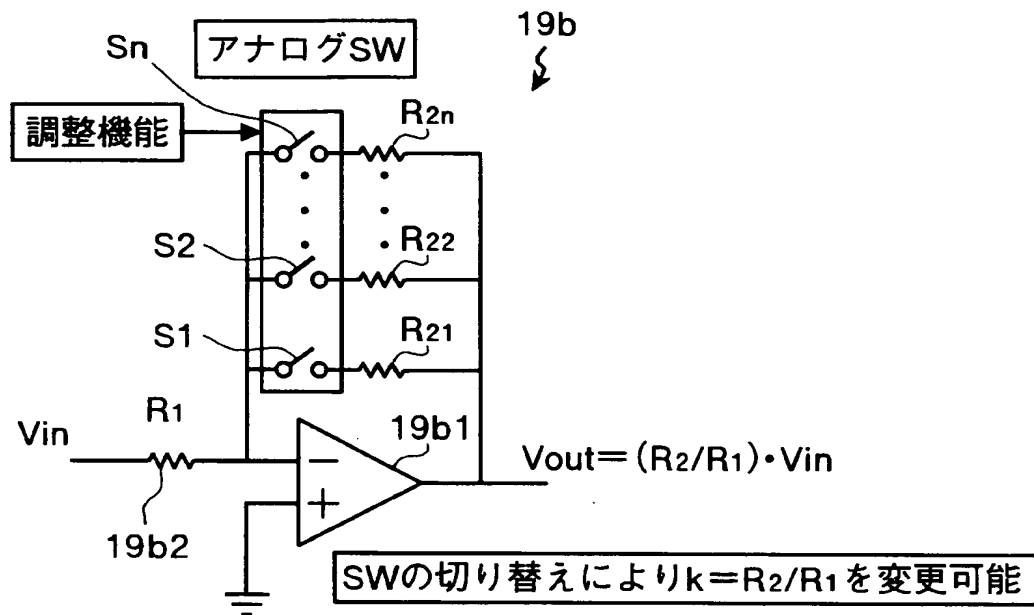 19b
Sn
アナログSW
調整機能
R2n
S2
R22
S1
R21
R1
Vin
19b1
Vout=(R2/R1)・Vin
19b2
SWの切り替えによりk=R2/R1を変更可能